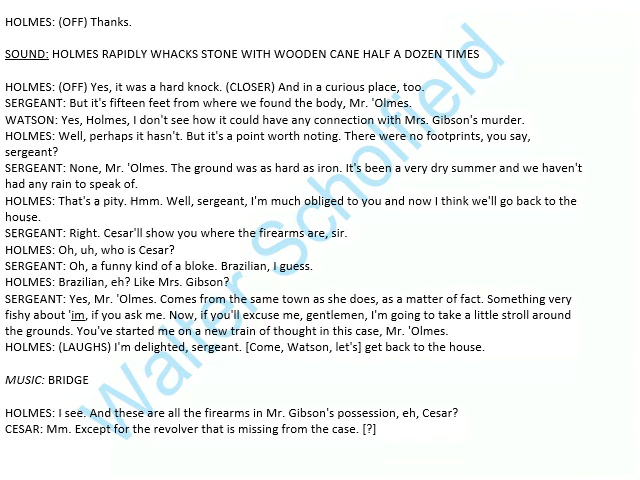 HOLMES: (OFF) Thanks.
SOUND: HOLMES RAPIDLY WHACKS STONE WITH WOODEN CANE HALF A DOZEN TIMES
HOLMES: (OFF) Yes, it was a hard knock. (CLOSER) And in a curious place, too.
SERGEANT: But it's fifteen feet from where we found the body, Mr. 'Olmes.
WATSON: Yes, Holmes, I don't see how it could have any connection with Mrs. Gibson's murder.
HOLMES: Well, perhaps it hasn't. But it's a point worth noting. There were no footprints, you say,
sergeant?
SERGEANT: None, Mr. 'Olmes. The ground was as hard as iron. It's been a very dry summer and we haven't
had any rain to speak of.
HOLMES: That's a pity. Hmm. Well, sergeant, I'm much obliged to you and now I think we'll go back to the
house.
SERGEANT: Right. Cesar'll show you where the firearms are, sir.
HOLMES: Oh, uh, who is Cesar?
SERGEANT: Oh, a funny kind of a bloke. Brazilian, I guess.
HOLMES: Brazilian, eh? Like Mrs. Gibson?
SERGEANT: Yes, Mr. 'Olmes. Comes from the same town as she does, as a matter of fact. Something very
fishy about 'im, if you ask me. Now, if you'll excuse me, gentlemen, I'm going to take a little stroll around
the grounds. You've started me on a new train of thought in this case, Mr. 'Olmes.
HOLMES: (LAUGHS) I'm delighted, sergeant. [Come, Watson, let's] get back to the house.
MUSIC: BRIDGE
HOLMES: I see. And these are all the firearms in Mr. Gibson's possession, eh, Cesar?
CESAR: Mm. Except for the revolver that is missing from the case. [?]
Walter Scholfield